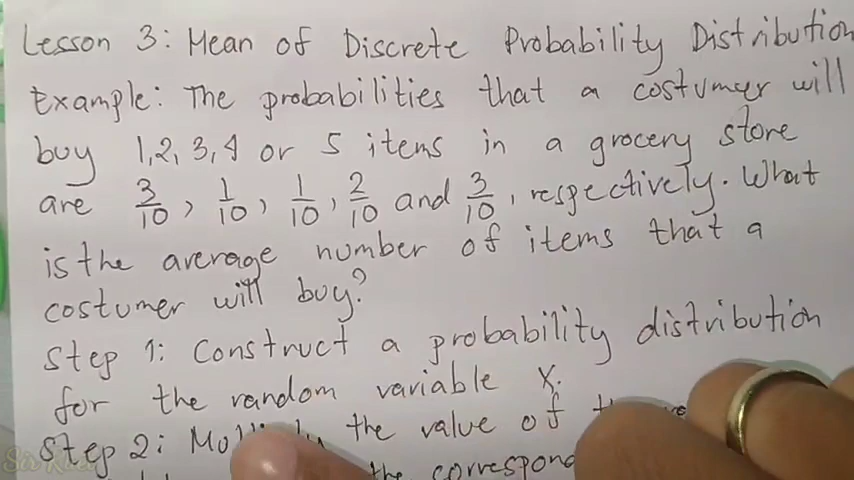 Lesson 3: Mean of Discrete Probability Distribution
Example: The probabilities that a costumer will
buy 1,2, 3, 4 or 5 items in a grocery store
are 3/10, 1/10, 1/10, 2/10 and 3/10, respectively. What
is the average number of items that a
costumer will buy?
Step 1: Construct a probability distribution
for the random variable X.
Step 2: the value of
the